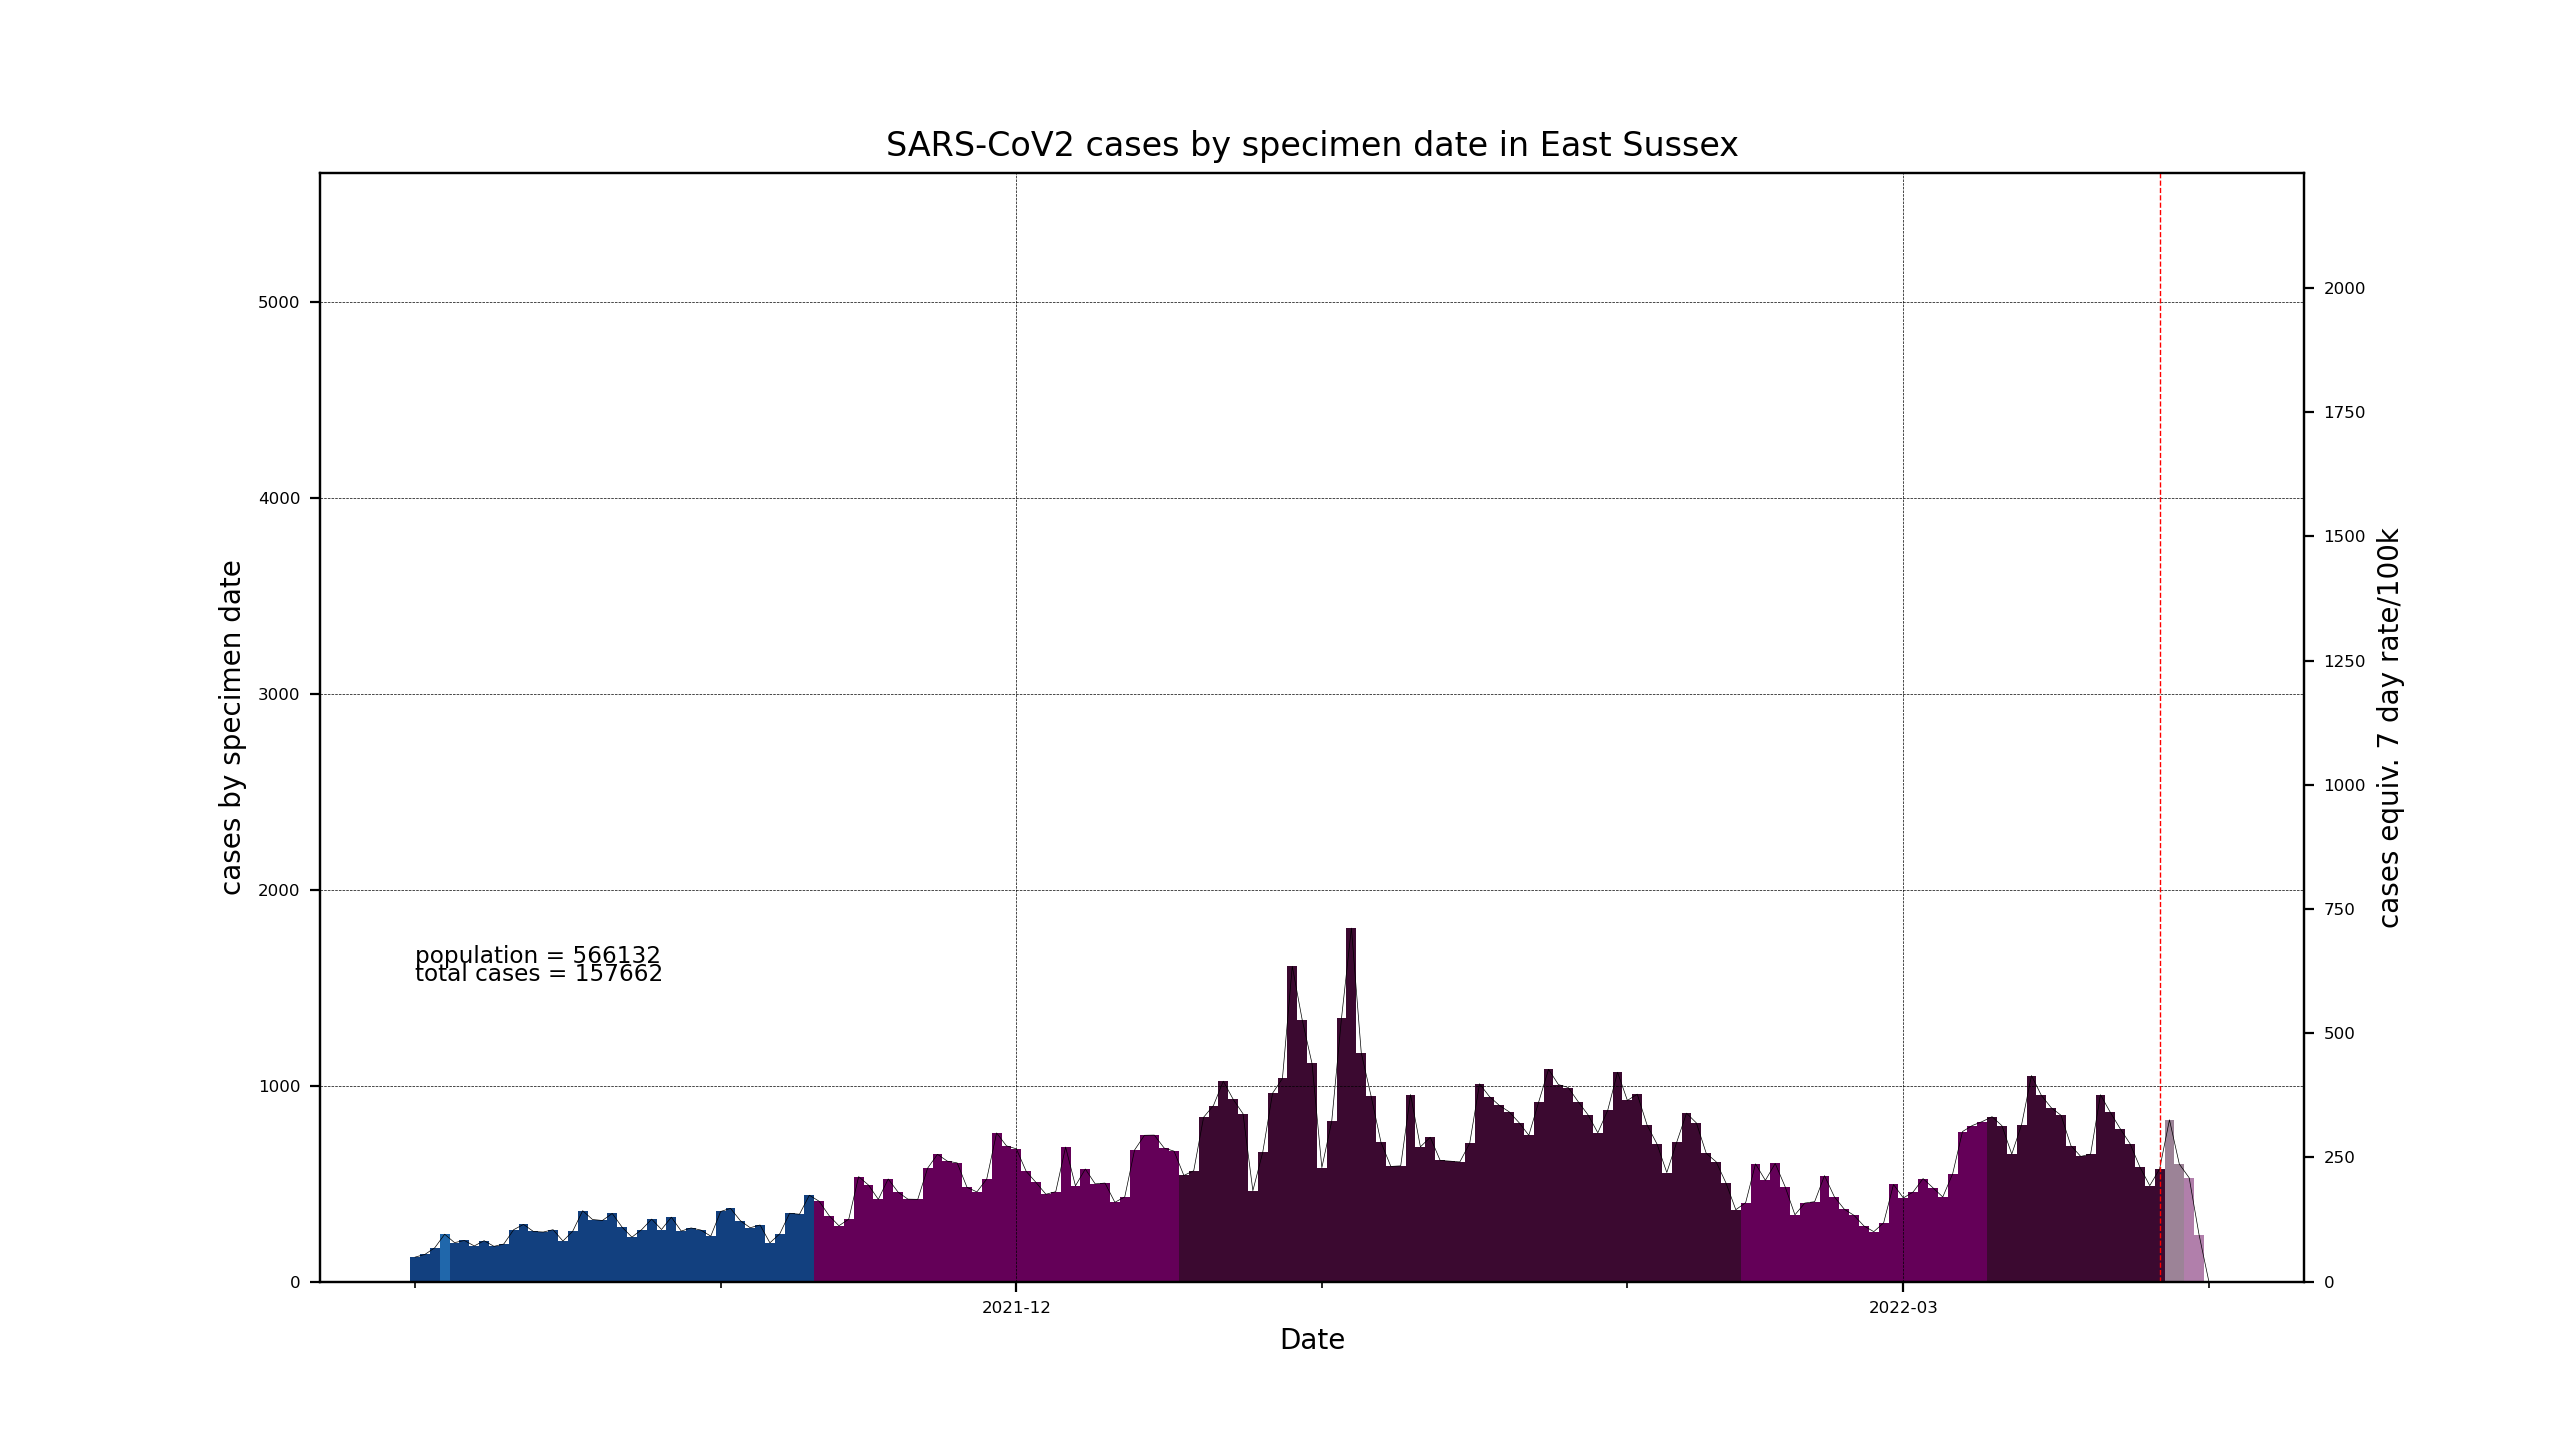 SARS-CoV2 cases by specimen date in East Sussex
cases by specimen date
5000
4000
3000
2000
1000
0
population = 566132
total cases = 157662
2021-12
2022-03
Date
2000
1750
1500
1250
1000
750
500
250
0
cases equiv. 7 day rate/100k